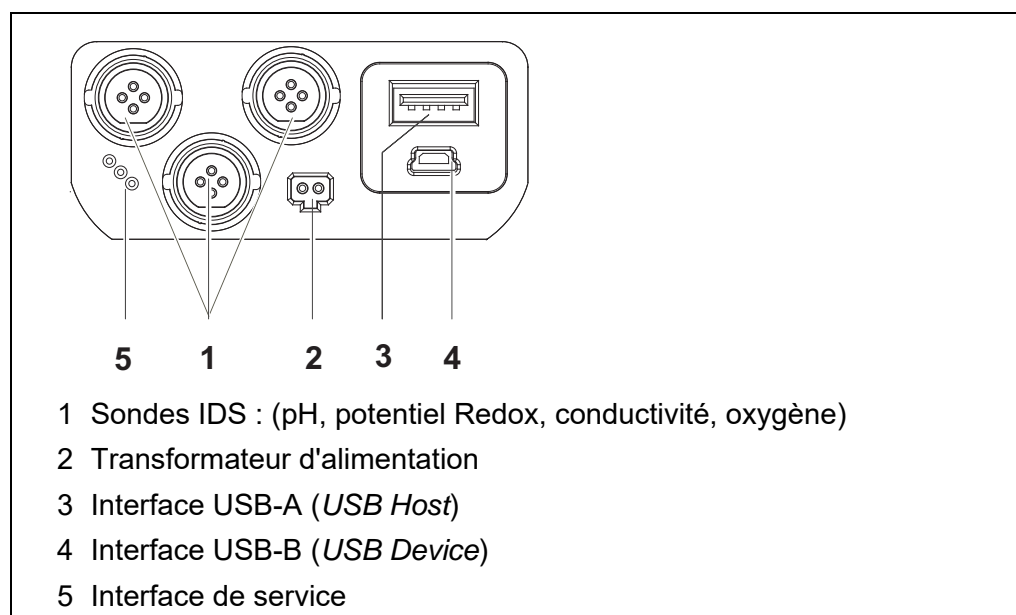 5 1 2 3 4
1 Sondes IDS : (pH, potentiel Redox, conductivité, oxygène)
2 Transformateur d'alimentation
3 Interface USB-A (USB Host)
4 Interface USB-B (USB Device)
5 Interface de service